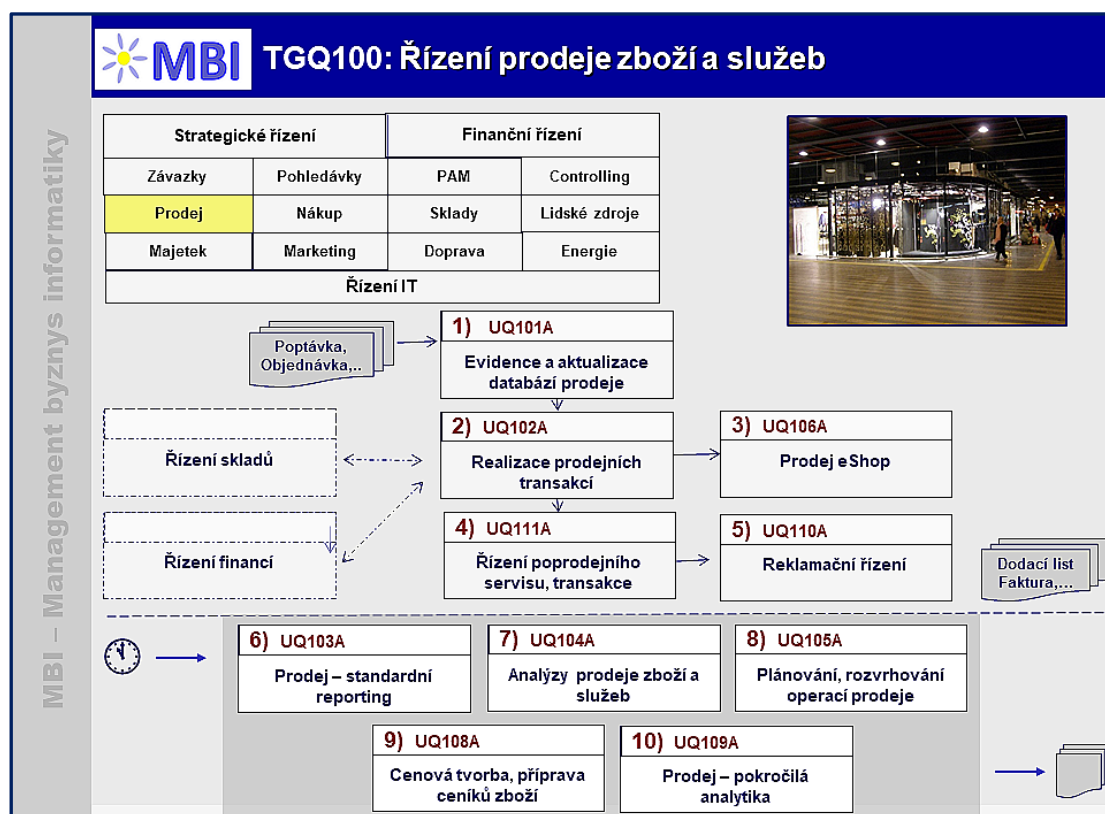 MBI – Management byznys informatiky
MBI
TGQ100: Řízení prodeje zboží a služeb
Strategické řízení
Finanční řízení
Závazky
Pohledávky
PAM
Controlling
Prodej
Nákup
Sklady
Lidské zdroje
Majetek
Marketing
Doprava
Energie
Řízení IT
Poptávka,
Objednávka,..
1) UQ101A
Evidence a aktualizace
databází prodeje
Řízení skladů
2) UQ102A
Realizace prodejních
transakcí
3) UQ106A
Prodej eShop
Řízení financí
4) UQ111A
Řízení poprodejního
servisu, transakce
5) UQ110A
Reklamační řízení
Dodací list
Faktura,...
6) UQ103A
Prodej – standardní
reporting
7) UQ104A
Analýzy prodeje zboží a
služeb
8) UQ105A
Plánování, rozvrhování
operací prodeje
9) UQ108A
Cenová tvorba, příprava
ceníků zboží
10) UQ109A
Prodej – pokročilá
analytika